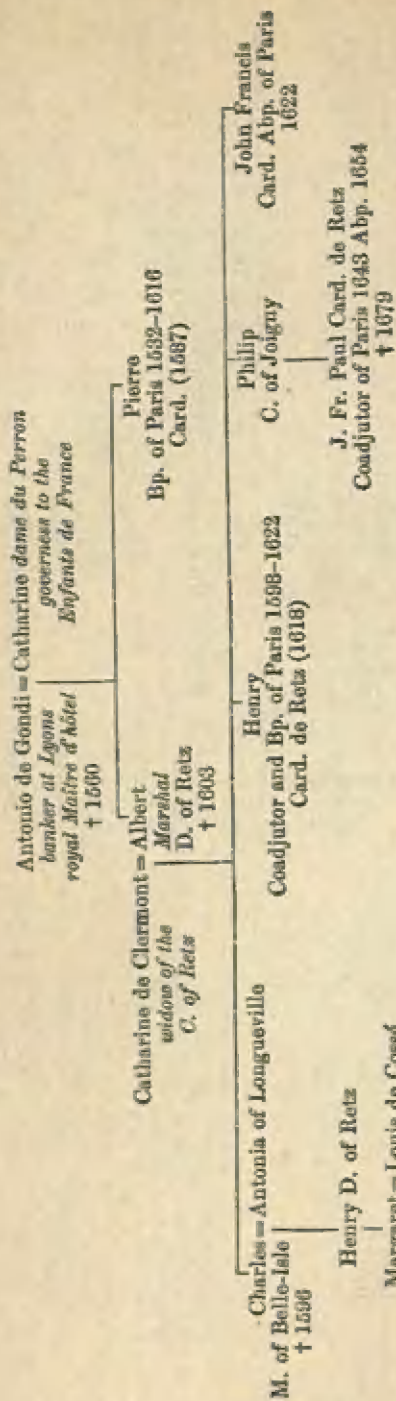 Antonio de Gondi = Catharine dame du Perron
banker at Lyons governess to the
royal Maître d'hôtel Enfants de France
† 1560
Catharine de Clermont = Albert
widow of the Marshal
C. of Retz D. of Retz
† 1603
Pierre
Bp. of Paris 1532–1616
Card. (1587)
Charles = Antonia of Longueville
M. of Belle-Isle
† 1596
Henry
Coadjutor and Bp. of Paris 1598–1622
Card. de Retz (1618)
Philip
C. of Joigny
John Francis
Card. Abp. of Paris
1622
Henry D. of Retz
J. Fr. Paul Card. de Retz
Coadjutor of Paris 1643 Abp. 1654
† 1679
Margaret = Louis de Cossé